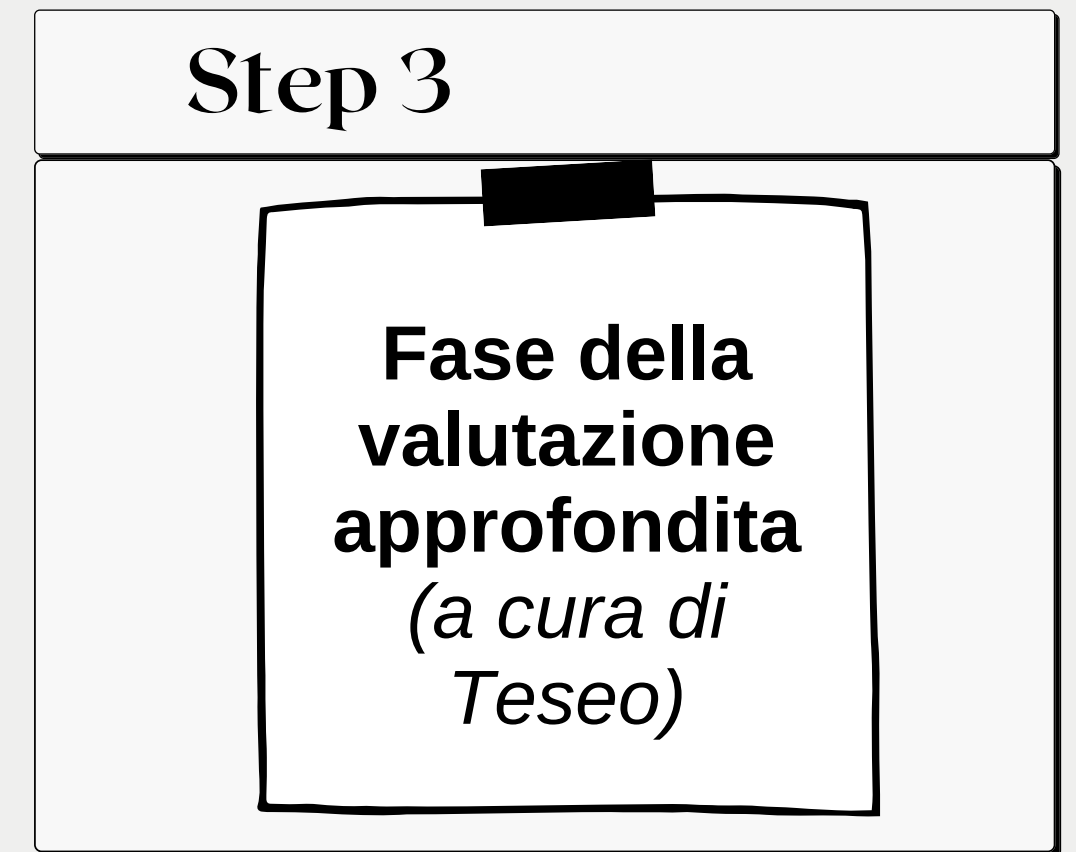 Step 3
Fase della
valutazione
approfondita
(a cura di
Teseo)